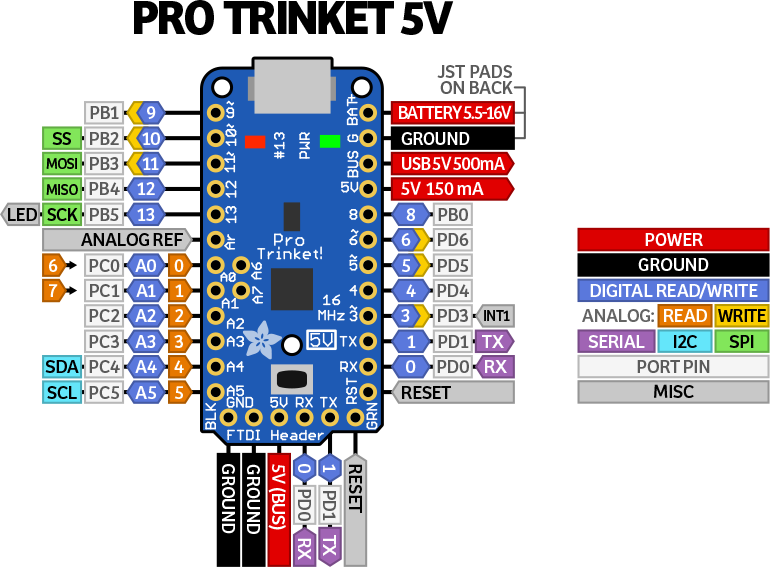 PRO TRINKET 5V
JST PADS
ON BACK
PB1 9
SS PB2 10
MOSI PB3 11
MISO PB4 12
LED SCK PB5 13
ANALOG REF
6 PC0 A0 0
7 PC1 A1 1
PC2 A2 2
PC3 A3 3
SDA PC4 A4 4
SCL PC5 A5 5
9~
10~
11~
12
13
Ar
A0 A6
A1 A7
A2
A3
A4
A5
#13
PWR
Pro
Trinket!
16
MHz
5V
BAT+
G
BUS
5V
8
6~
5~
4
3~
TX
RX
RST
BLK
GND 5V RX TX
GRN
FTDI Header
BATTERY 5.5-16V
GROUND
USB 5V 500mA
5V 150 mA
8 PB0
6 PD6
5 PD5
4 PD4
3 PD3 INT1
1 PD1 TX
0 PD0 RX
RESET
GROUND
GROUND
5V (BUS)
0 PD0 RX
1 PD1 TX
RESET
POWER
GROUND
DIGITAL READ/WRITE
ANALOG: READ WRITE
SERIAL I2C SPI
PORT PIN
MISC